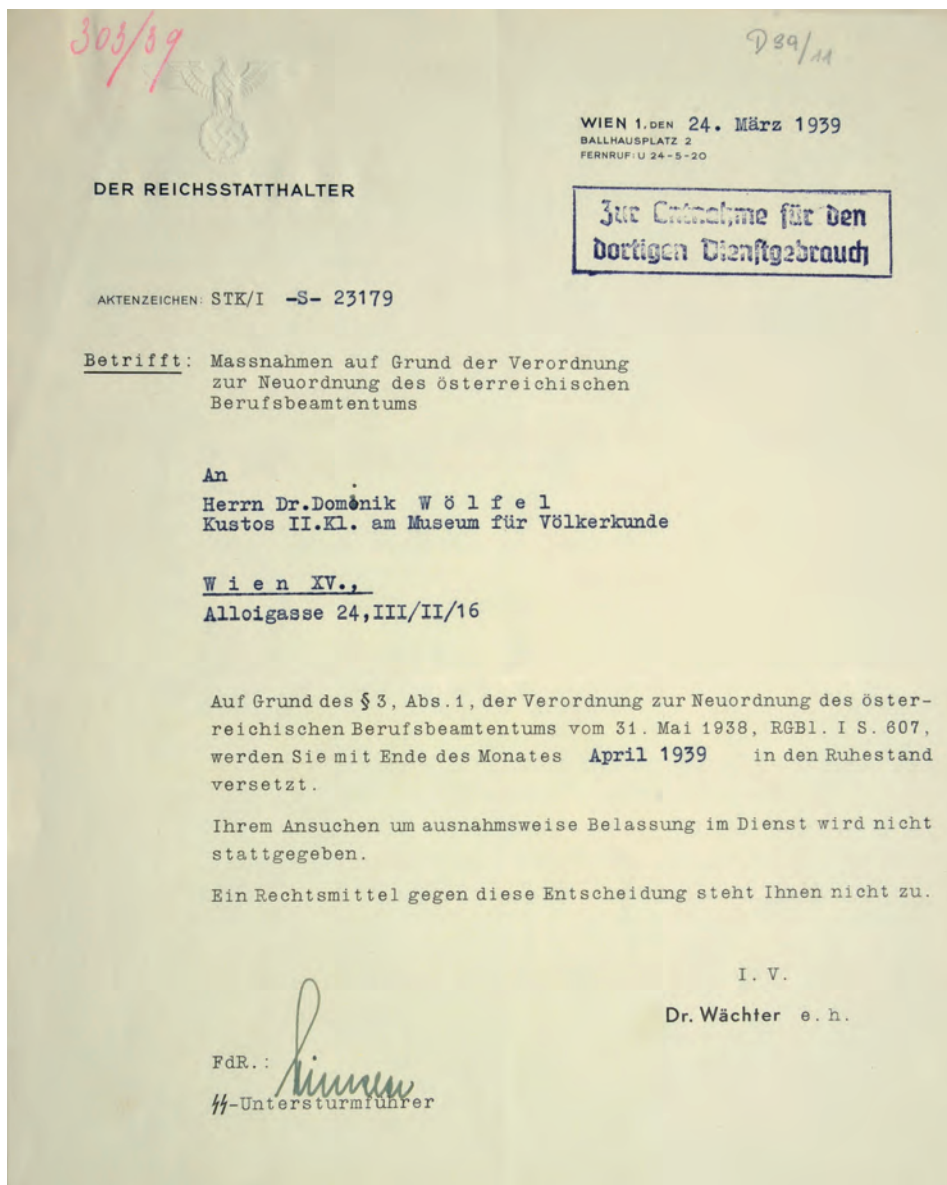 303/39
D39/11
WIEN 1, DEN 24. März 1939
BALLHAUSPLATZ 2
FERNRUF: U 24-5-20
DER REICHSSTATTHALTER
Zur Entnahme für den
dortigen Dienstgebrauch
AKTENZEICHEN: STK/I -S- 23179
Betrifft: Massnahmen auf Grund der Verordnung
zur Neuordnung des österreichischen
Berufsbeamtentums
An
Herrn Dr.Dominik W ö l f e l
Kustos II.Kl. am Museum für Völkerkunde
W i e n XV.,
Alloigasse 24,III/II/16
Auf Grund des § 3, Abs.1, der Verordnung zur Neuordnung des öster-
reichischen Berufsbeamtentums vom 31. Mai 1938, RGBl. I S. 607,
werden Sie mit Ende des Monates April 1939 in den Ruhestand
versetzt.
Ihrem Ansuchen um ausnahmsweise Belassung im Dienst wird nicht
stattgegeben.
Ein Rechtsmittel gegen diese Entscheidung steht Ihnen nicht zu.
I. V.
Dr. Wächter e. h.
FdR.:
SS-Untersturmführer